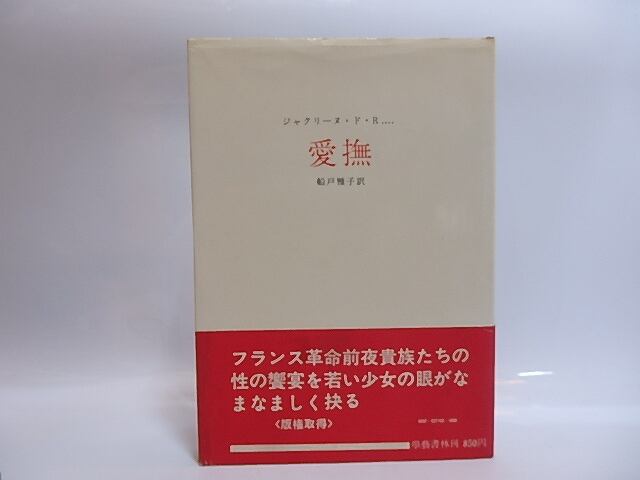 ジャクリーヌ・ド・R....
愛撫
船戸雅子訳
フランス革命前夜貴族たちの
性の饗宴を若い少女の眼がな
まなましく抉る
〈版権取得〉
學藝書林刊 850円